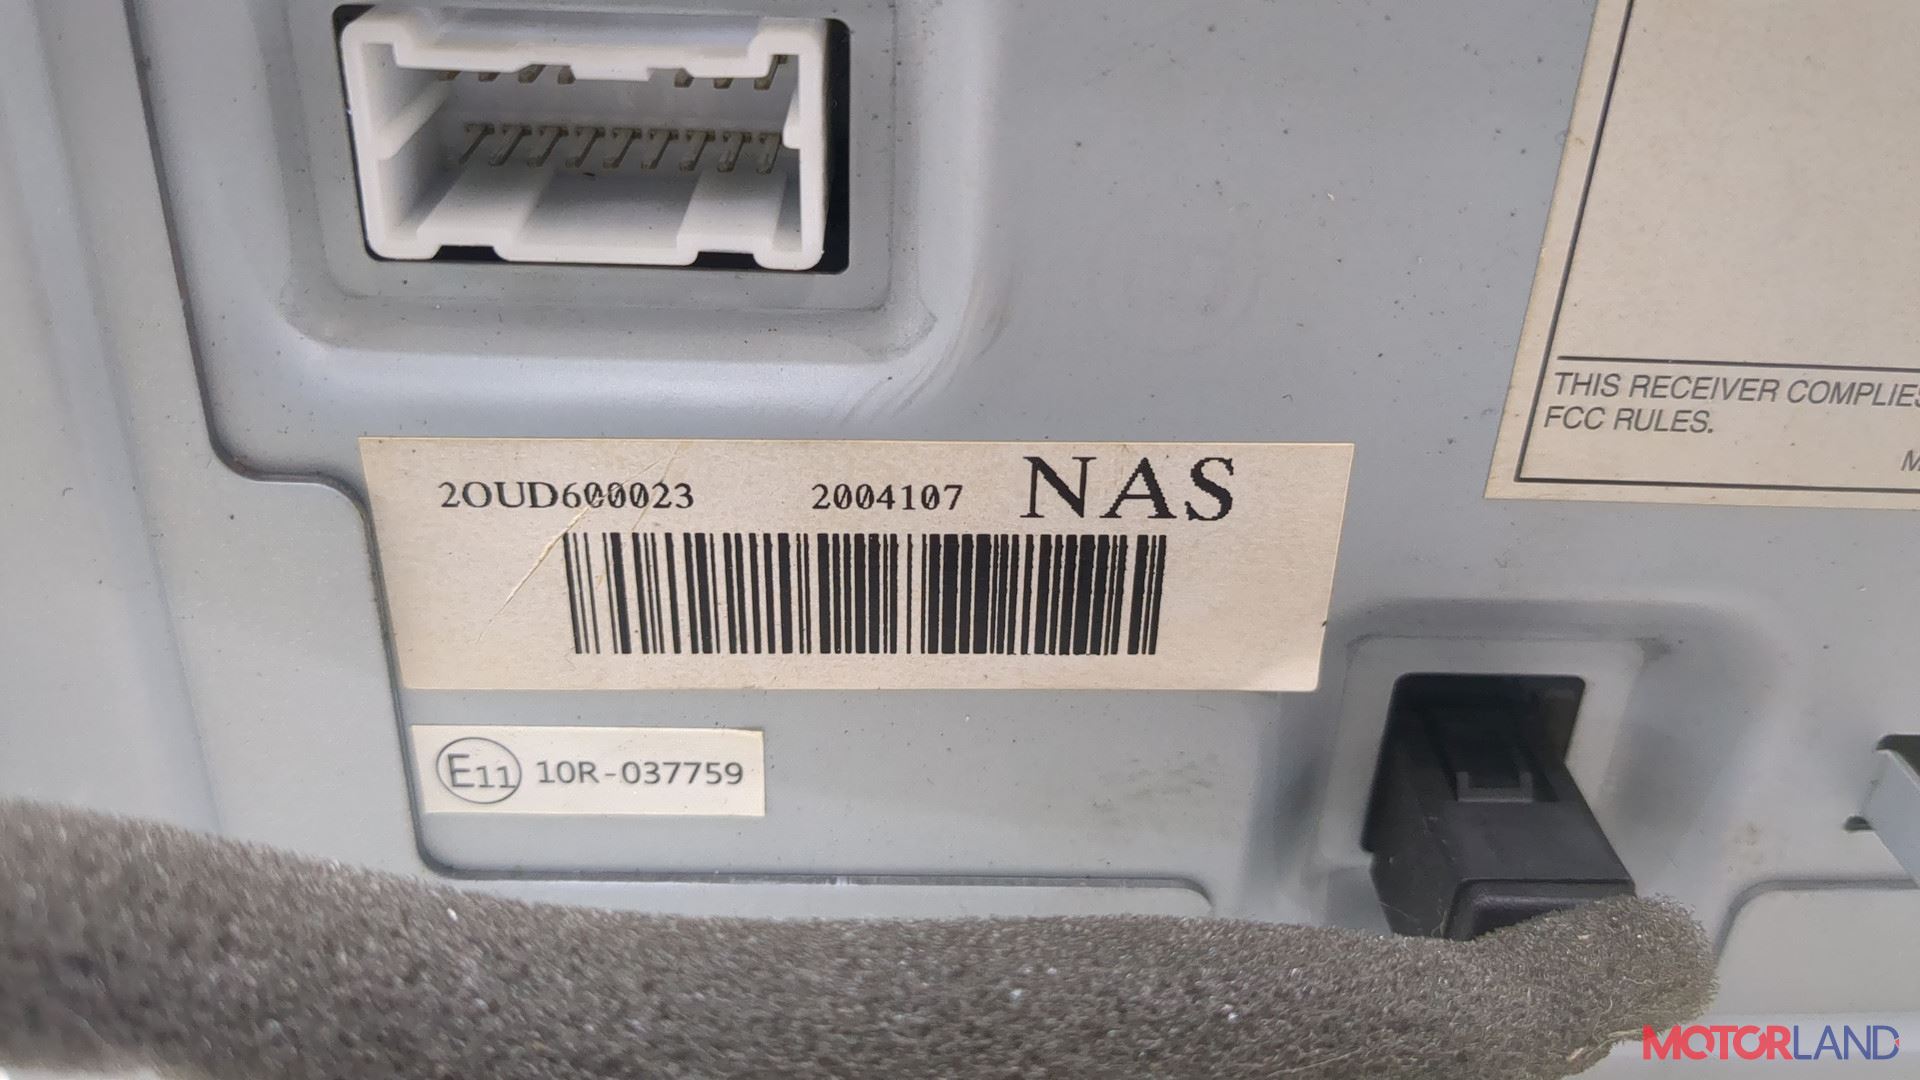 THIS RECEIVER COMPLIES
FCC RULES.
2OUD600023 2004107 NAS
E11 10R-037759
MOTORLAND